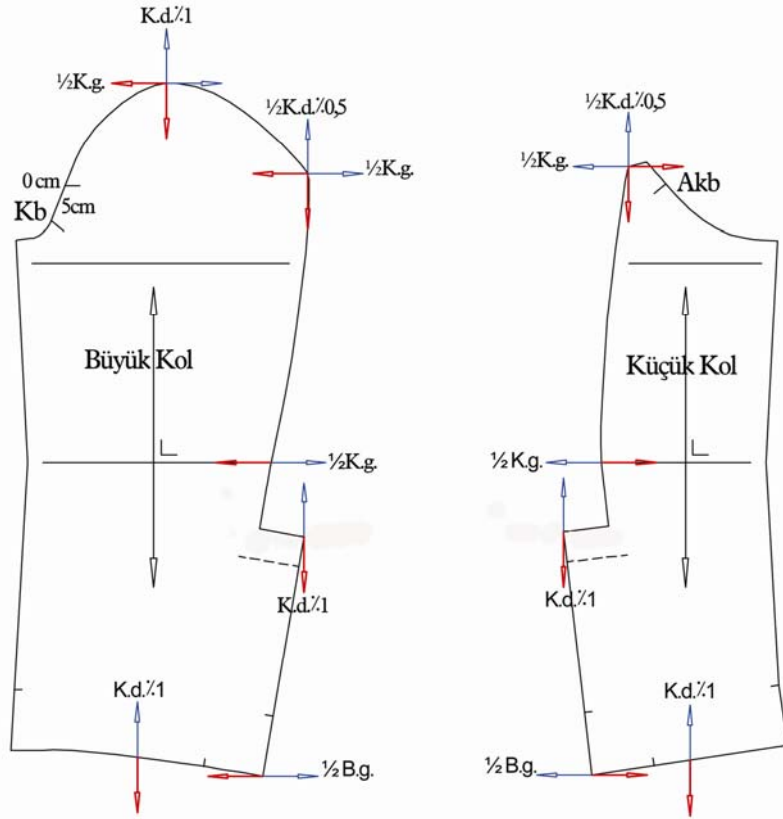 K.d.٪1
½K.g.
½K.d.٪0,5
½K.g.
0 cm
Kb
5cm
Büyük Kol
½K.g.
K.d.٪1
K.d.٪1
½ B.g.
½K.d.٪0,5
½K.g.
Akb
Küçük Kol
½ K.g.
K.d.٪1
K.d.٪1
½ B.g.